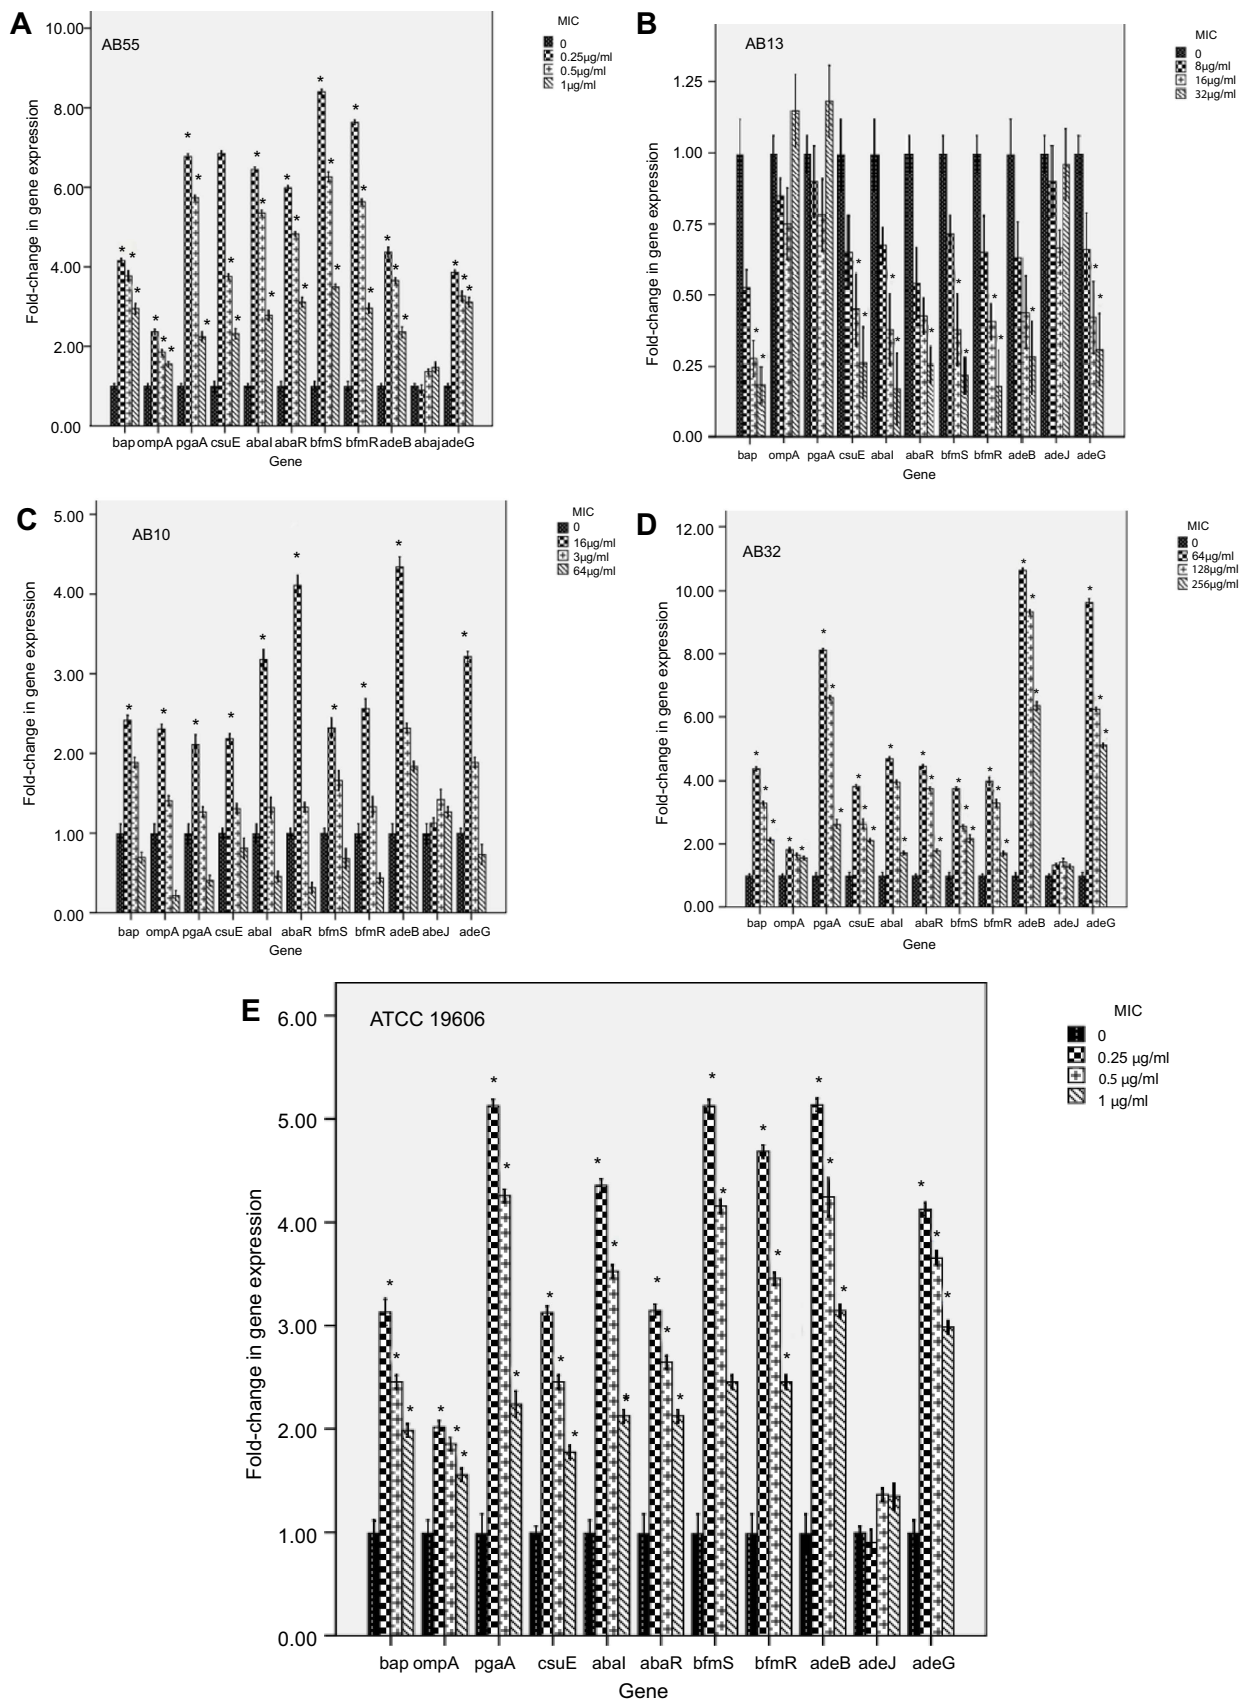 A
AB55
MIC
0
0.25μg/ml
0.5μg/ml
1μg/ml
Fold-change in gene expression
10.00
8.00
6.00
4.00
2.00
0.00
bap ompA pgaA csuE abaI abaR bfmS bfmR adeB abaj adeG
Gene
B
AB13
MIC
0
8μg/ml
16μg/ml
32μg/ml
Fold-change in gene expression
1.25
1.00
0.75
0.50
0.25
0.00
bap ompA pgaA csuE abaI abaR bfmS bfmR adeB adeJ adeG
Gene
C
AB10
MIC
0
16μg/ml
3μg/ml
64μg/ml
Fold-change in gene expression
5.00
4.00
3.00
2.00
1.00
0.00
bap ompA pgaA csuE abaI abaR bfmS bfmR adeB abeJ adeG
Gene
D
AB32
MIC
0
64μg/ml
128μg/ml
256μg/ml
Fold-change in gene expression
12.00
10.00
8.00
6.00
4.00
2.00
0.00
bap ompA pgaA csuE abaI abaR bfmS bfmR adeB adeJ adeG
Gene
E
ATCC 19606
MIC
0
0.25 μg/ml
0.5 μg/ml
1 μg/ml
Fold-change in gene expression
6.00
5.00
4.00
3.00
2.00
1.00
0.00
bap ompA pgaA csuE abaI abaR bfmS bfmR adeB adeJ adeG
Gene